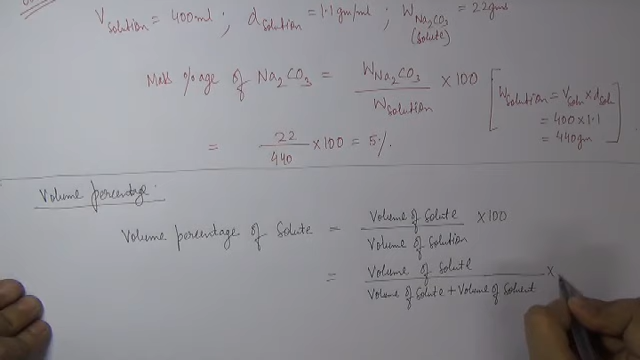 V solution = 400ml ; d solution = 1.1 gm/ml ; W Na2CO3 (solute) = 22gms
Mass %age of Na2CO3 = W Na2CO3 / W solution × 100
[W solution = V soln × d soln
= 400 × 1.1
= 440gm]
= 22 / 440 × 100 = 5%.
Volume percentage:
Volume percentage of Solute = Volume of Solute / Volume of Solution × 100
= Volume of Solute / Volume of Solute + Volume of Solvent ×